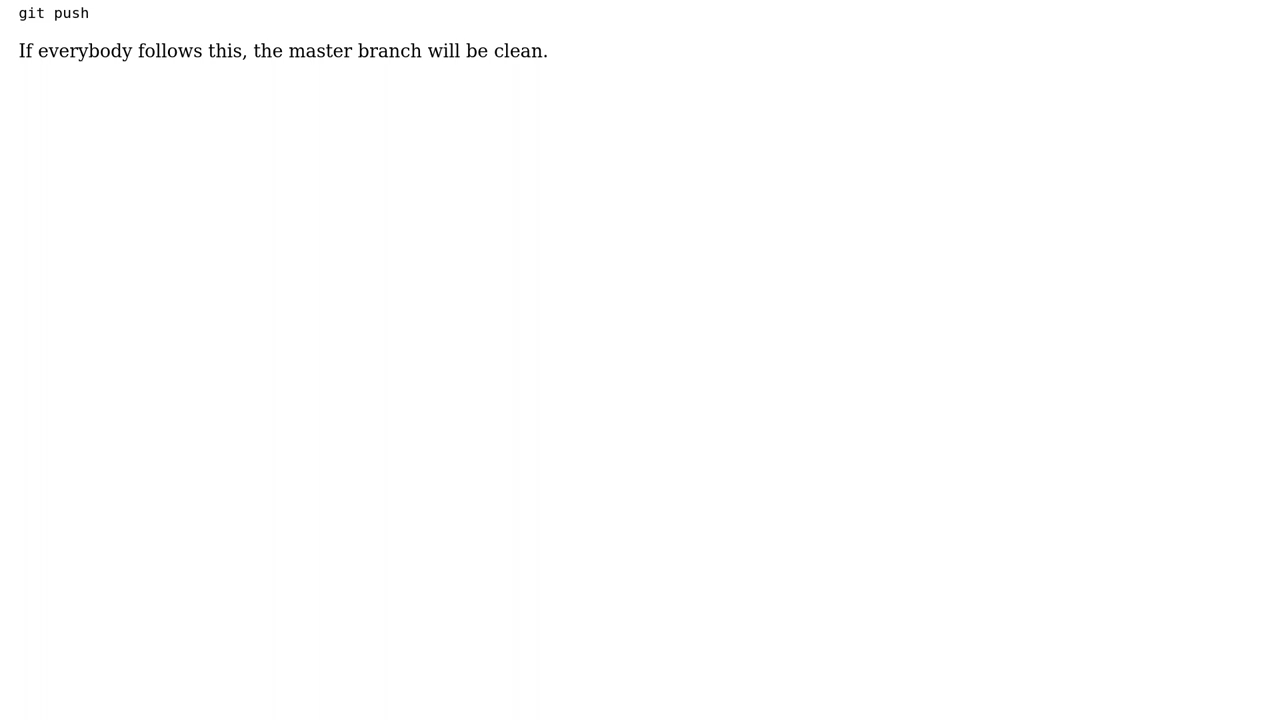 git push
If everybody follows this, the master branch will be clean.